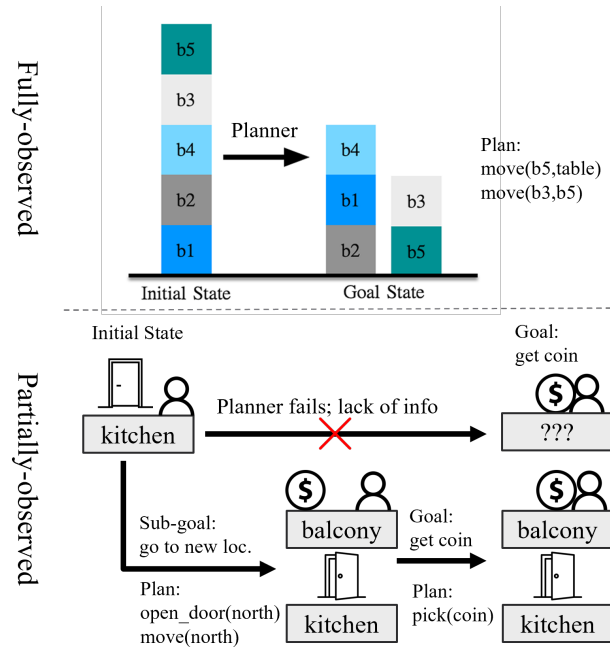 Fully-observed
b5
b3
b4
b2
b1
Planner
b4
b1
b2
b3
b5
Plan:
move(b5,table)
move(b3,b5)
Initial State
Goal State
Partially-observed
Initial State
kitchen
Planner fails; lack of info
Goal:
get coin
???
Sub-goal:
go to new loc.
Plan:
open_door(north)
move(north)
$
balcony
kitchen
Goal:
get coin
Plan:
pick(coin)
$
balcony
kitchen
$